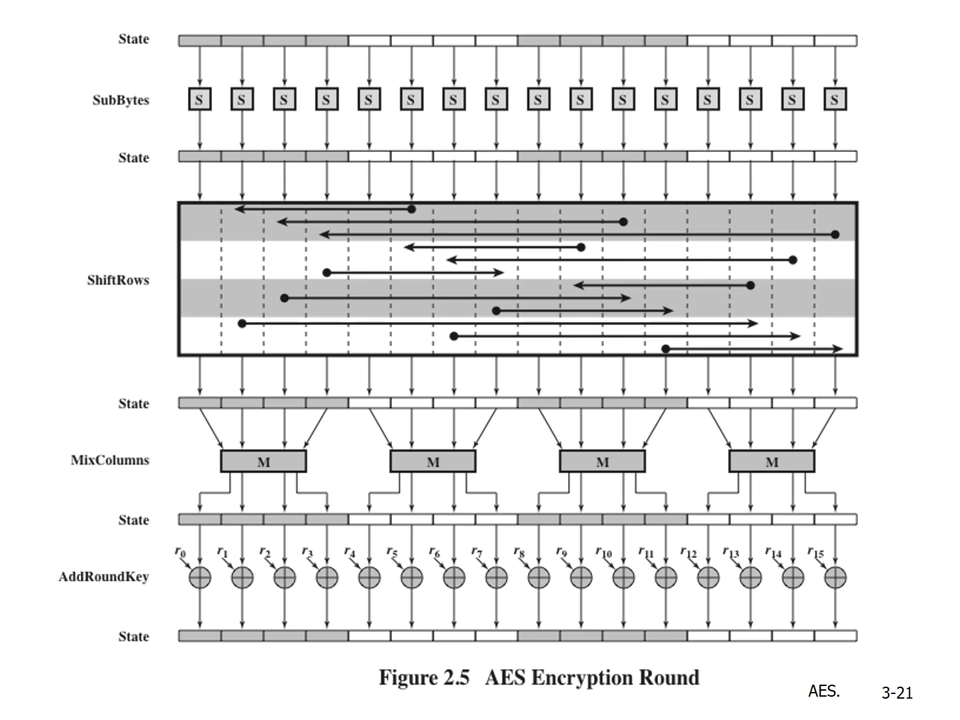 State
SubBytes S S S S S S S S S S S S S S S S
State
ShiftRows
State
MixColumns M M M M
State
r0 r1 r2 r3 r4 r5 r6 r7 r8 r9 r10 r11 r12 r13 r14 r15
AddRoundKey
State
Figure 2.5 AES Encryption Round
AES. 3-21